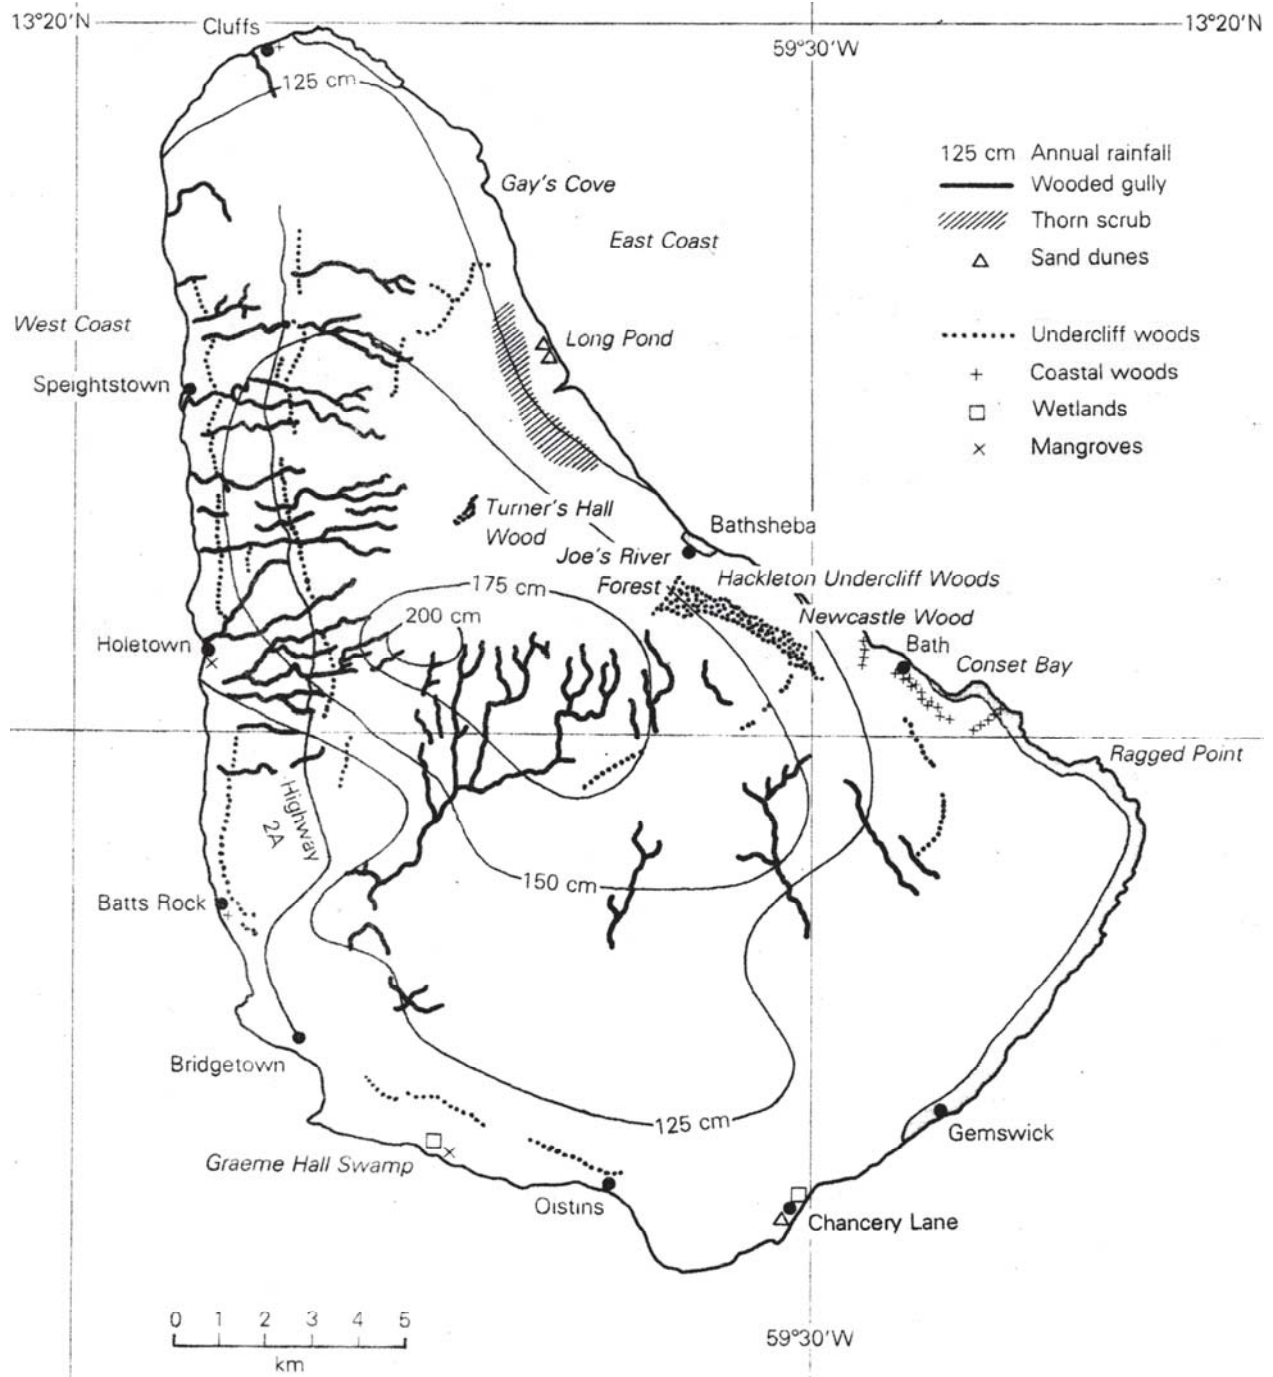 13°20'N
13°20'N
Cluffs
59°30'W
125 cm
125 cm Annual rainfall
Wooded gully
Thorn scrub
Sand dunes
Undercliff woods
Coastal woods
Wetlands
Mangroves
Gay's Cove
East Coast
West Coast
Long Pond
Speightstown
Turner's Hall
Wood
Bathsheba
Joe's River
Forest
Hackleton Undercliff Woods
175 cm
Newcastle Wood
200 cm
Holetown
Bath
Conset Bay
Ragged Point
Highway
2A
150 cm
Batts Rock
Bridgetown
125 cm
Gemswick
Graeme Hall Swamp
Oistins
Chancery Lane
0 1 2 3 4 5
km
59°30'W